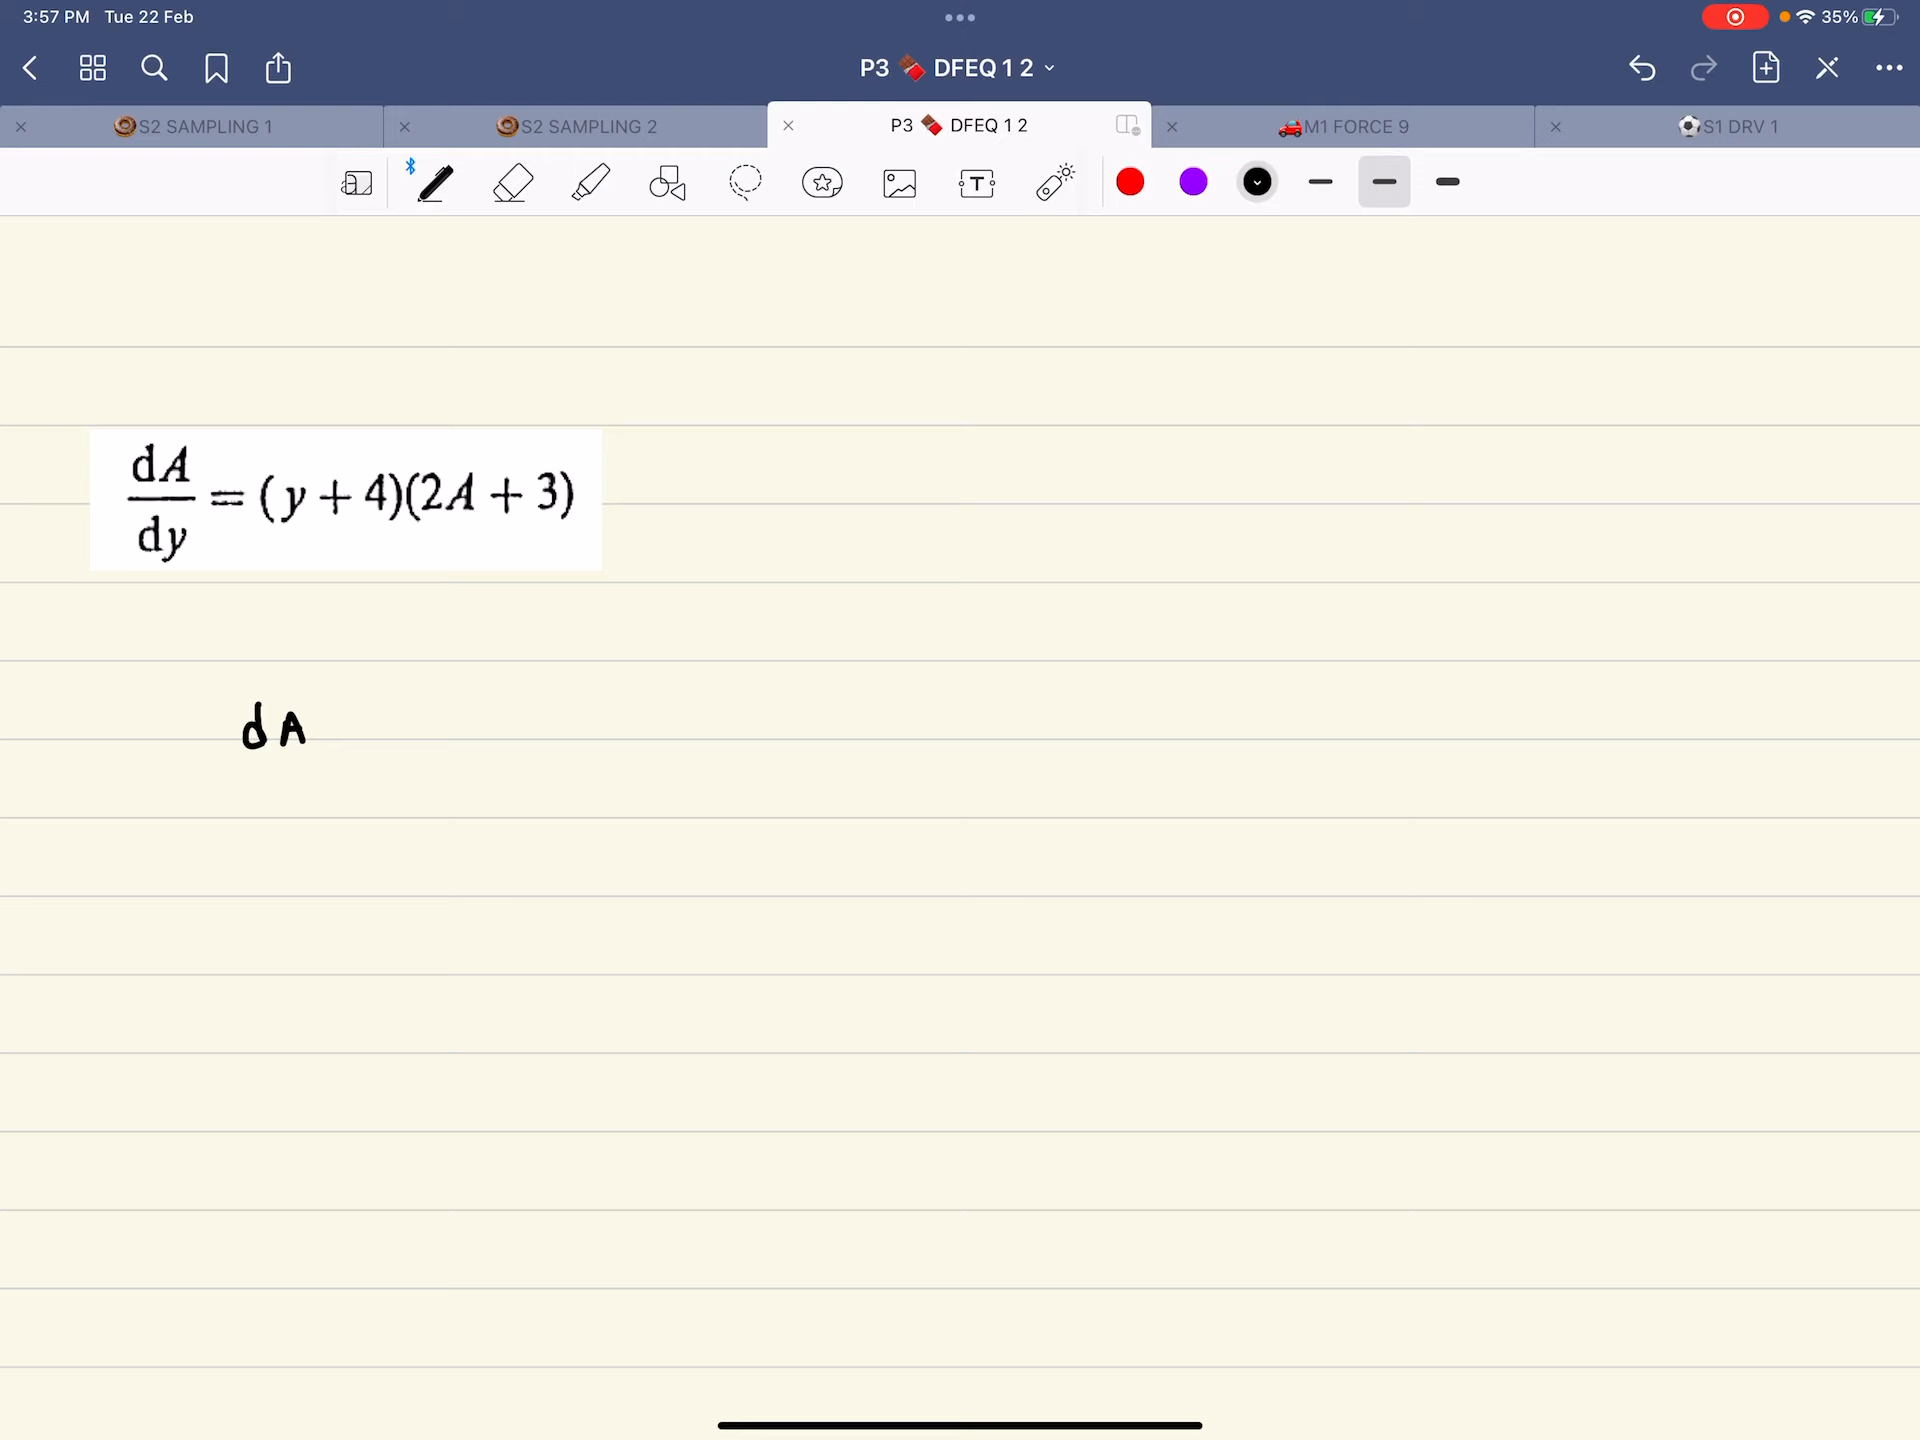 3:57 PM Tue 22 Feb
35%
P3 🍫 DFEQ 1 2
S2 SAMPLING 1
S2 SAMPLING 2
P3 🍫 DFEQ 1 2
M1 FORCE 9
S1 DRV 1
T
dA/dy = (y + 4)(2A + 3)
dA